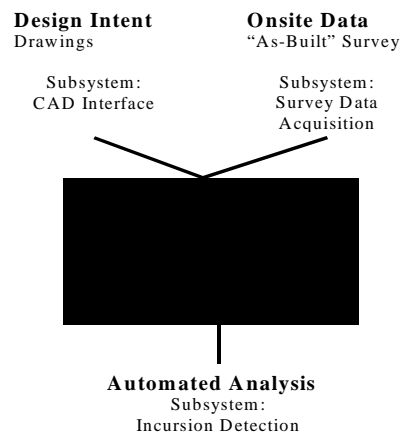 Design Intent
Drawings
Subsystem:
CAD Interface
Onsite Data
“As-Built” Survey
Subsystem:
Survey Data
Acquisition
Automated Analysis
Subsystem:
Incursion Detection